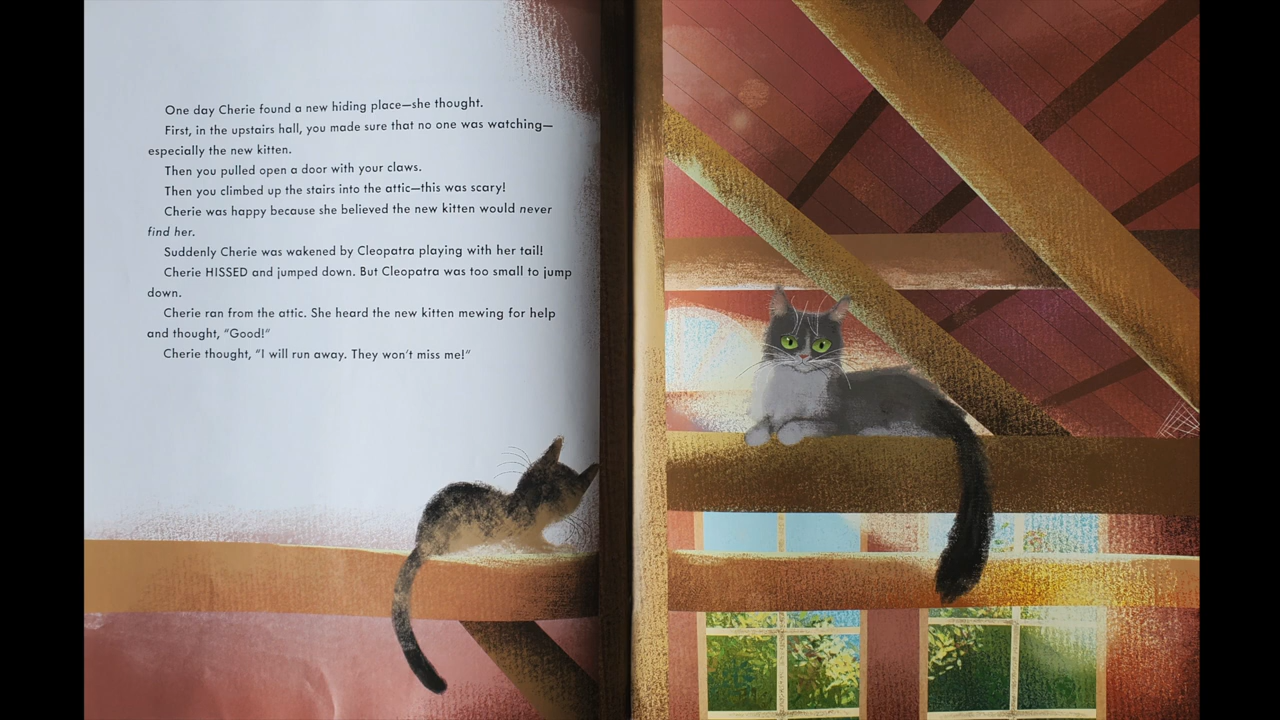 One day Cherie found a new hiding place—she thought.
First, in the upstairs hall, you made sure that no one was watching—
especially the new kitten.
Then you pulled open a door with your claws.
Then you climbed up the stairs into the attic—this was scary!
Cherie was happy because she believed the new kitten would never
find her.
Suddenly Cherie was wakened by Cleopatra playing with her tail!
Cherie HISSED and jumped down. But Cleopatra was too small to jump
down.
Cherie ran from the attic. She heard the new kitten mewing for help
and thought, “Good!”
Cherie thought, “I will run away. They won’t miss me!”